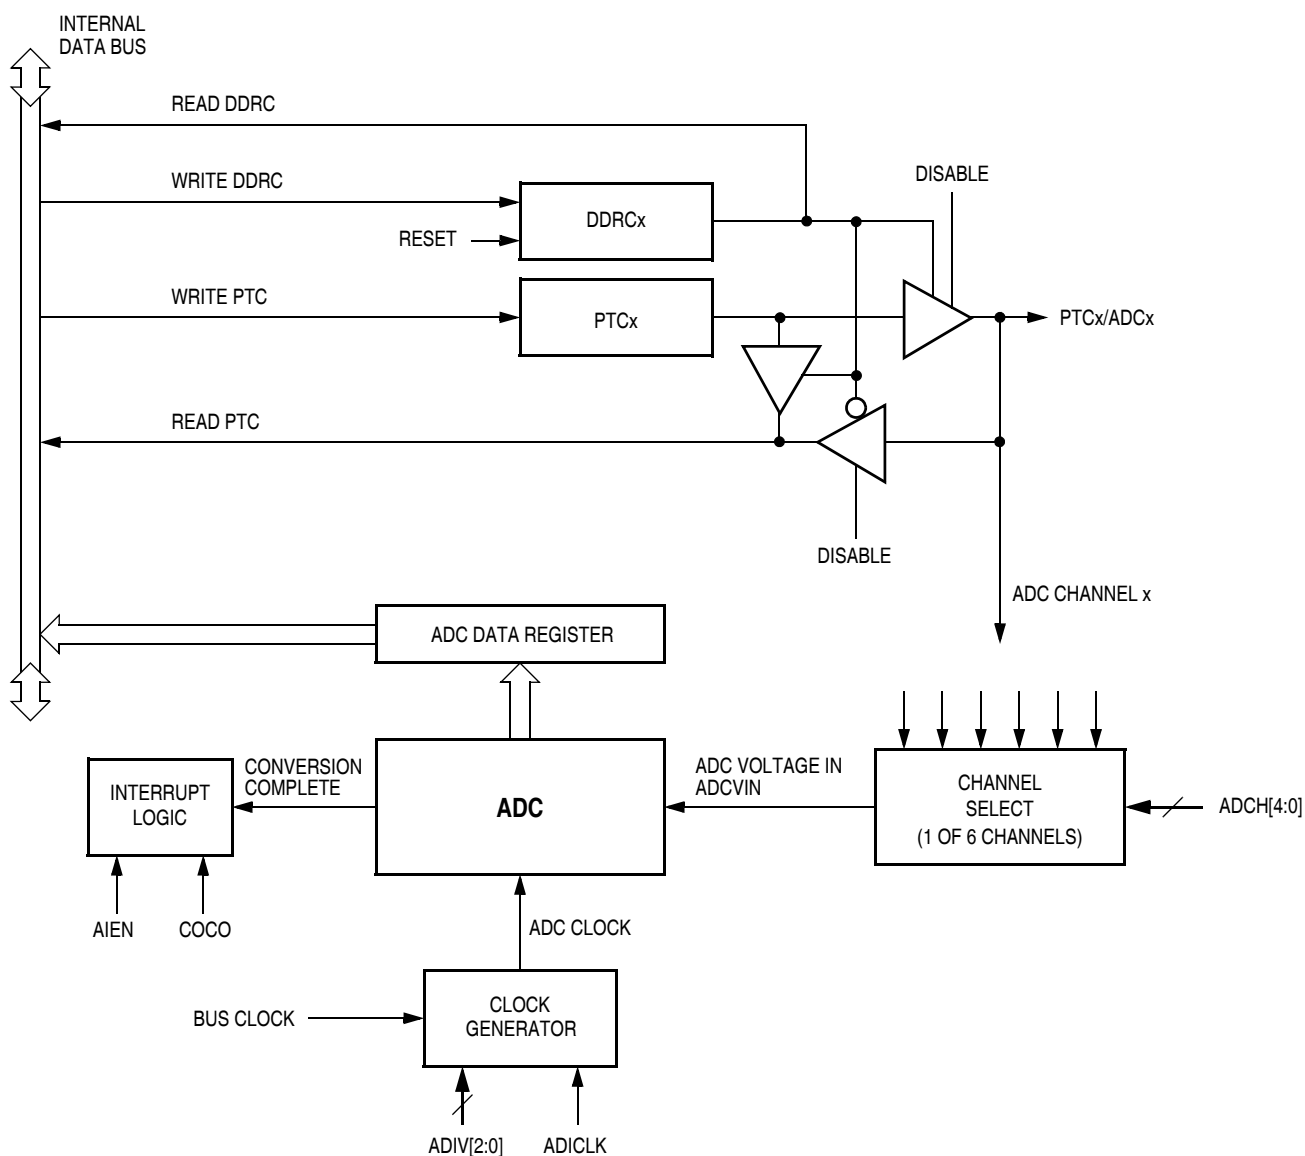 INTERNAL
DATA BUS
READ DDRC
WRITE DDRC
DISABLE
DDRCx
RESET
WRITE PTC
PTCx
PTCx/ADCx
READ PTC
DISABLE
ADC CHANNEL x
ADC DATA REGISTER
INTERRUPT
LOGIC
CONVERSION
COMPLETE
ADC
ADC VOLTAGE IN
ADCVIN
CHANNEL
SELECT
(1 OF 6 CHANNELS)
ADCH[4:0]
AIEN
COCO
ADC CLOCK
BUS CLOCK
CLOCK
GENERATOR
ADIV[2:0]
ADICLK